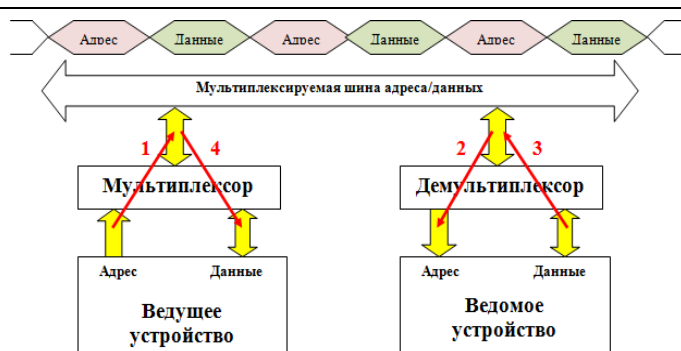 Адрес Данные Адрес Данные Адрес Данные
Мультиплексируемая шина адреса/данных
1 4 2 3
Мультиплексор Демультиплексор
Адрес Данные Адрес Данные
Ведущее Ведомое
устройство устройство